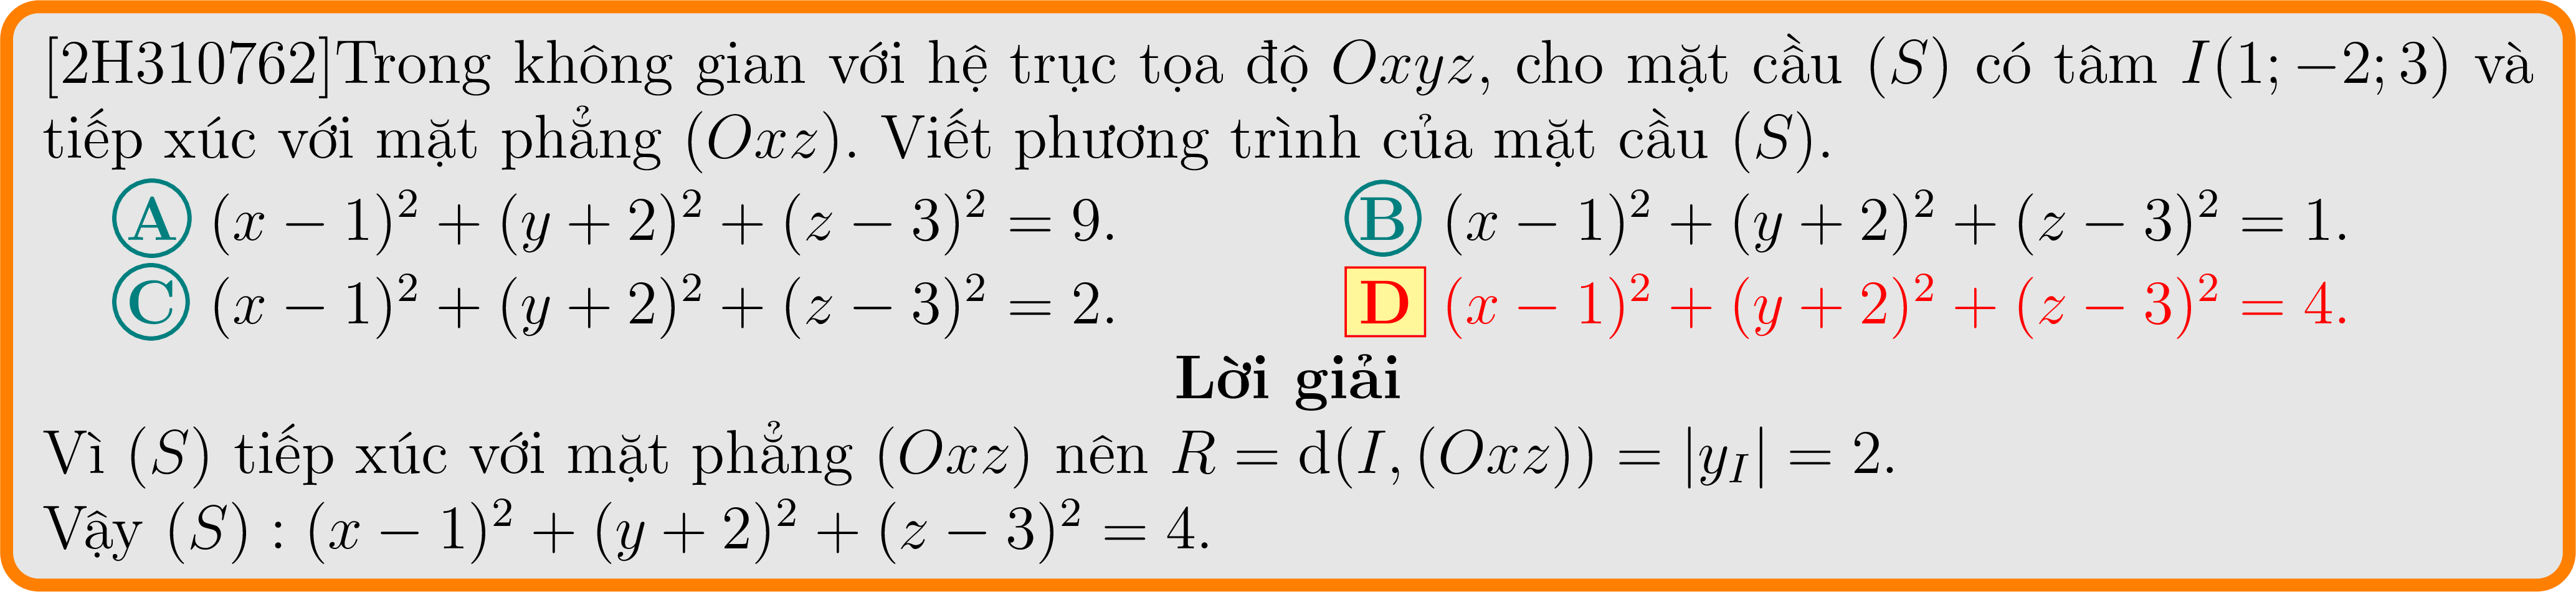 [2H310762]Trong không gian với hệ trục tọa độ Oxyz, cho mặt cầu (S) có tâm I(1; −2; 3) và
tiếp xúc với mặt phẳng (Oxz). Viết phương trình của mặt cầu (S).
A (x − 1)² + (y + 2)² + (z − 3)² = 9. B (x − 1)² + (y + 2)² + (z − 3)² = 1.
C (x − 1)² + (y + 2)² + (z − 3)² = 2. D (x − 1)² + (y + 2)² + (z − 3)² = 4.
Lời giải
Vì (S) tiếp xúc với mặt phẳng (Oxz) nên R = d(I, (Oxz)) = |y_I| = 2.
Vậy (S) : (x − 1)² + (y + 2)² + (z − 3)² = 4.